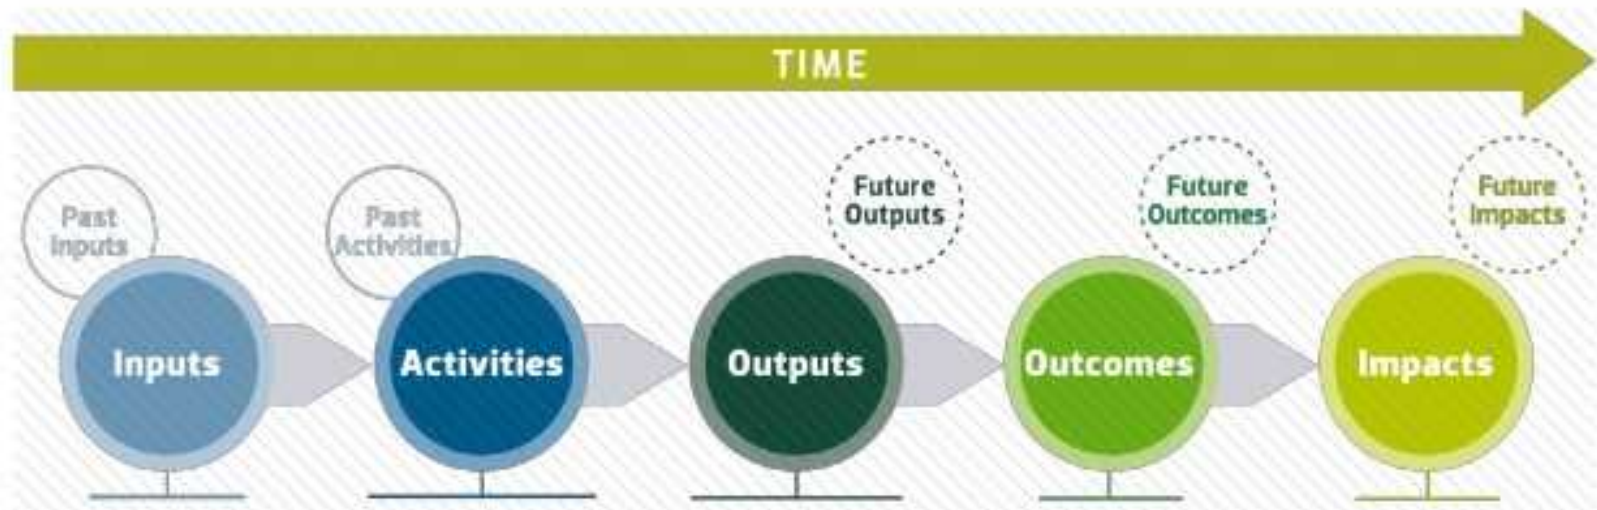 TIME
Past
Inputs
Past
Activities
Future
Outputs
Future
Outcomes
Future
Impacts
Inputs
Activities
Outputs
Outcomes
Impacts